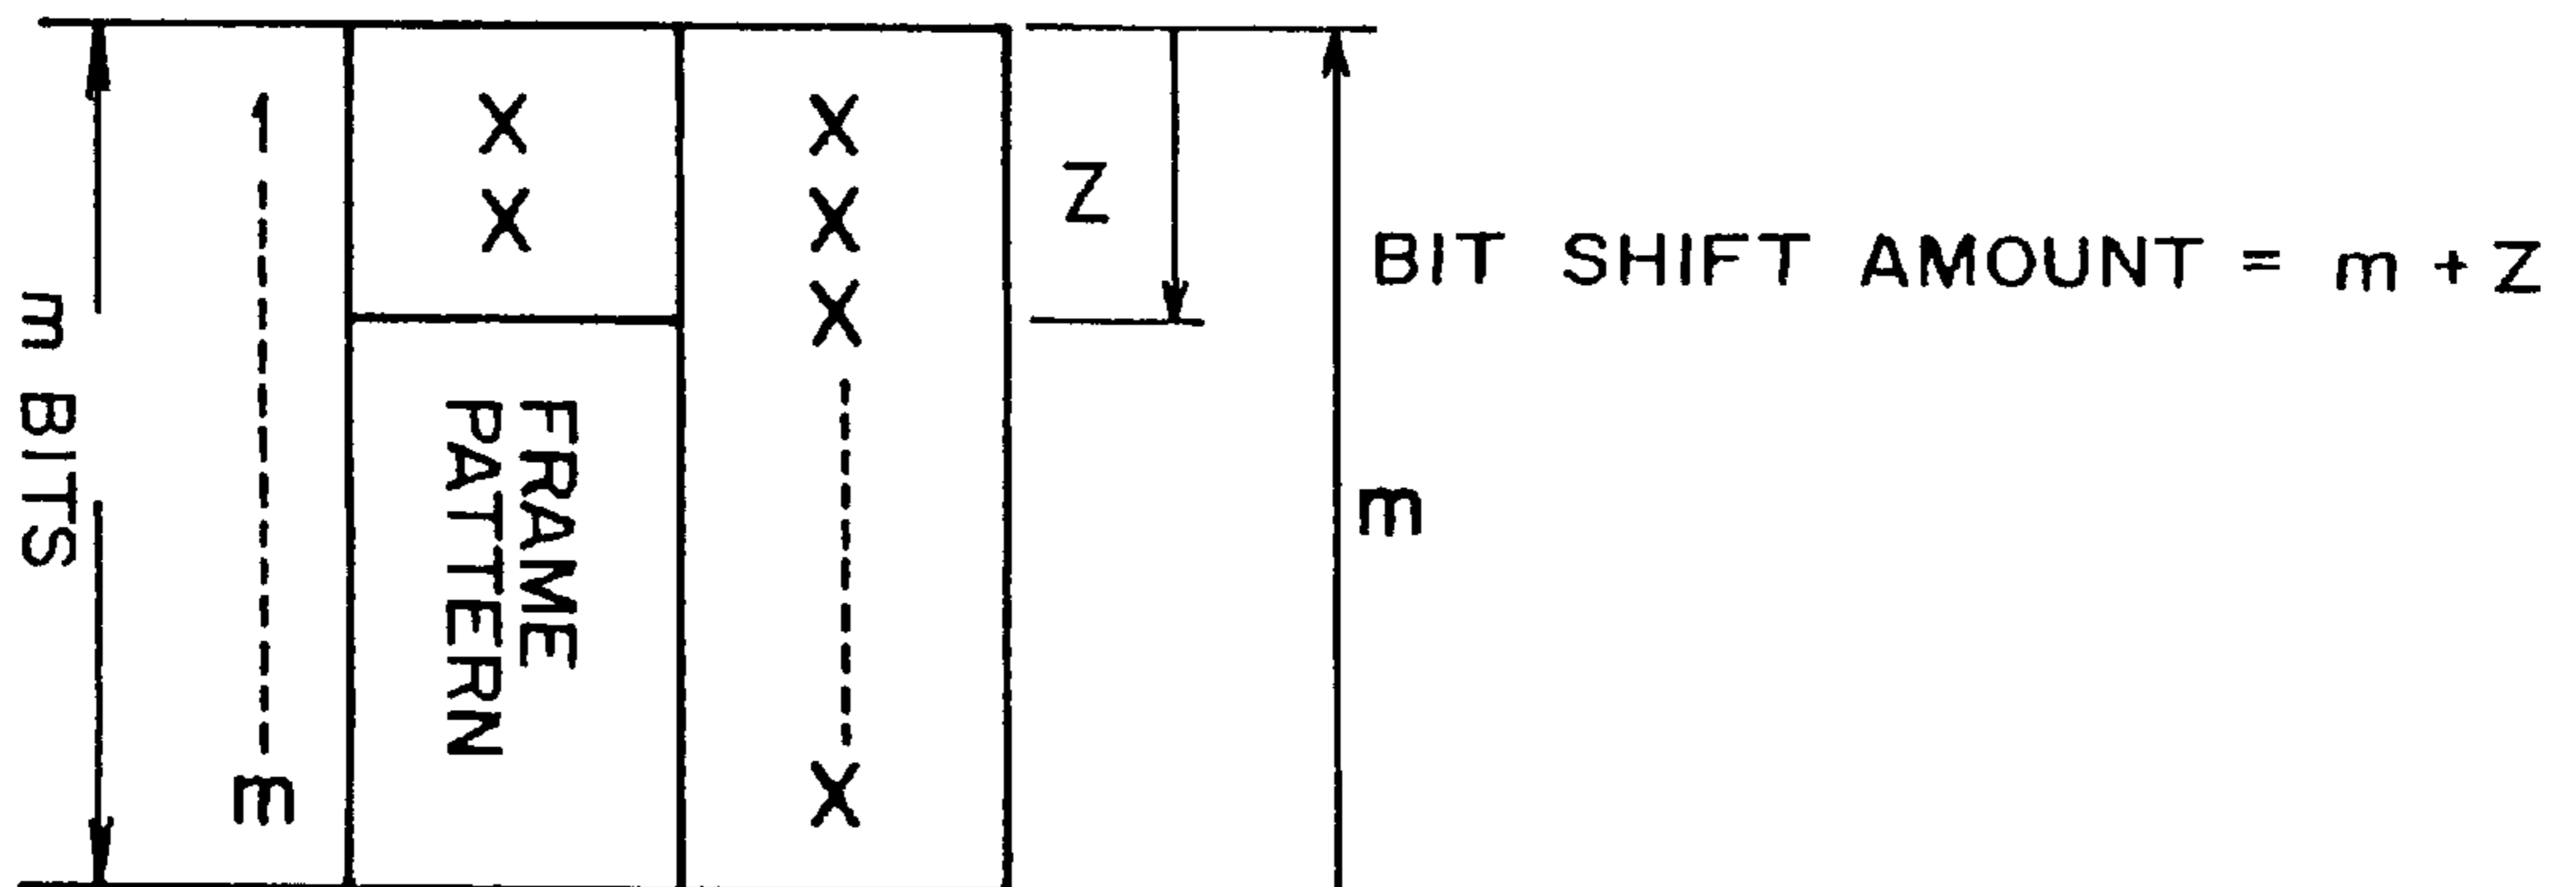 m BITS
1
m
X
X
FRAME
PATTERN
X
X
X
X
Z
m
BIT SHIFT AMOUNT = m + Z